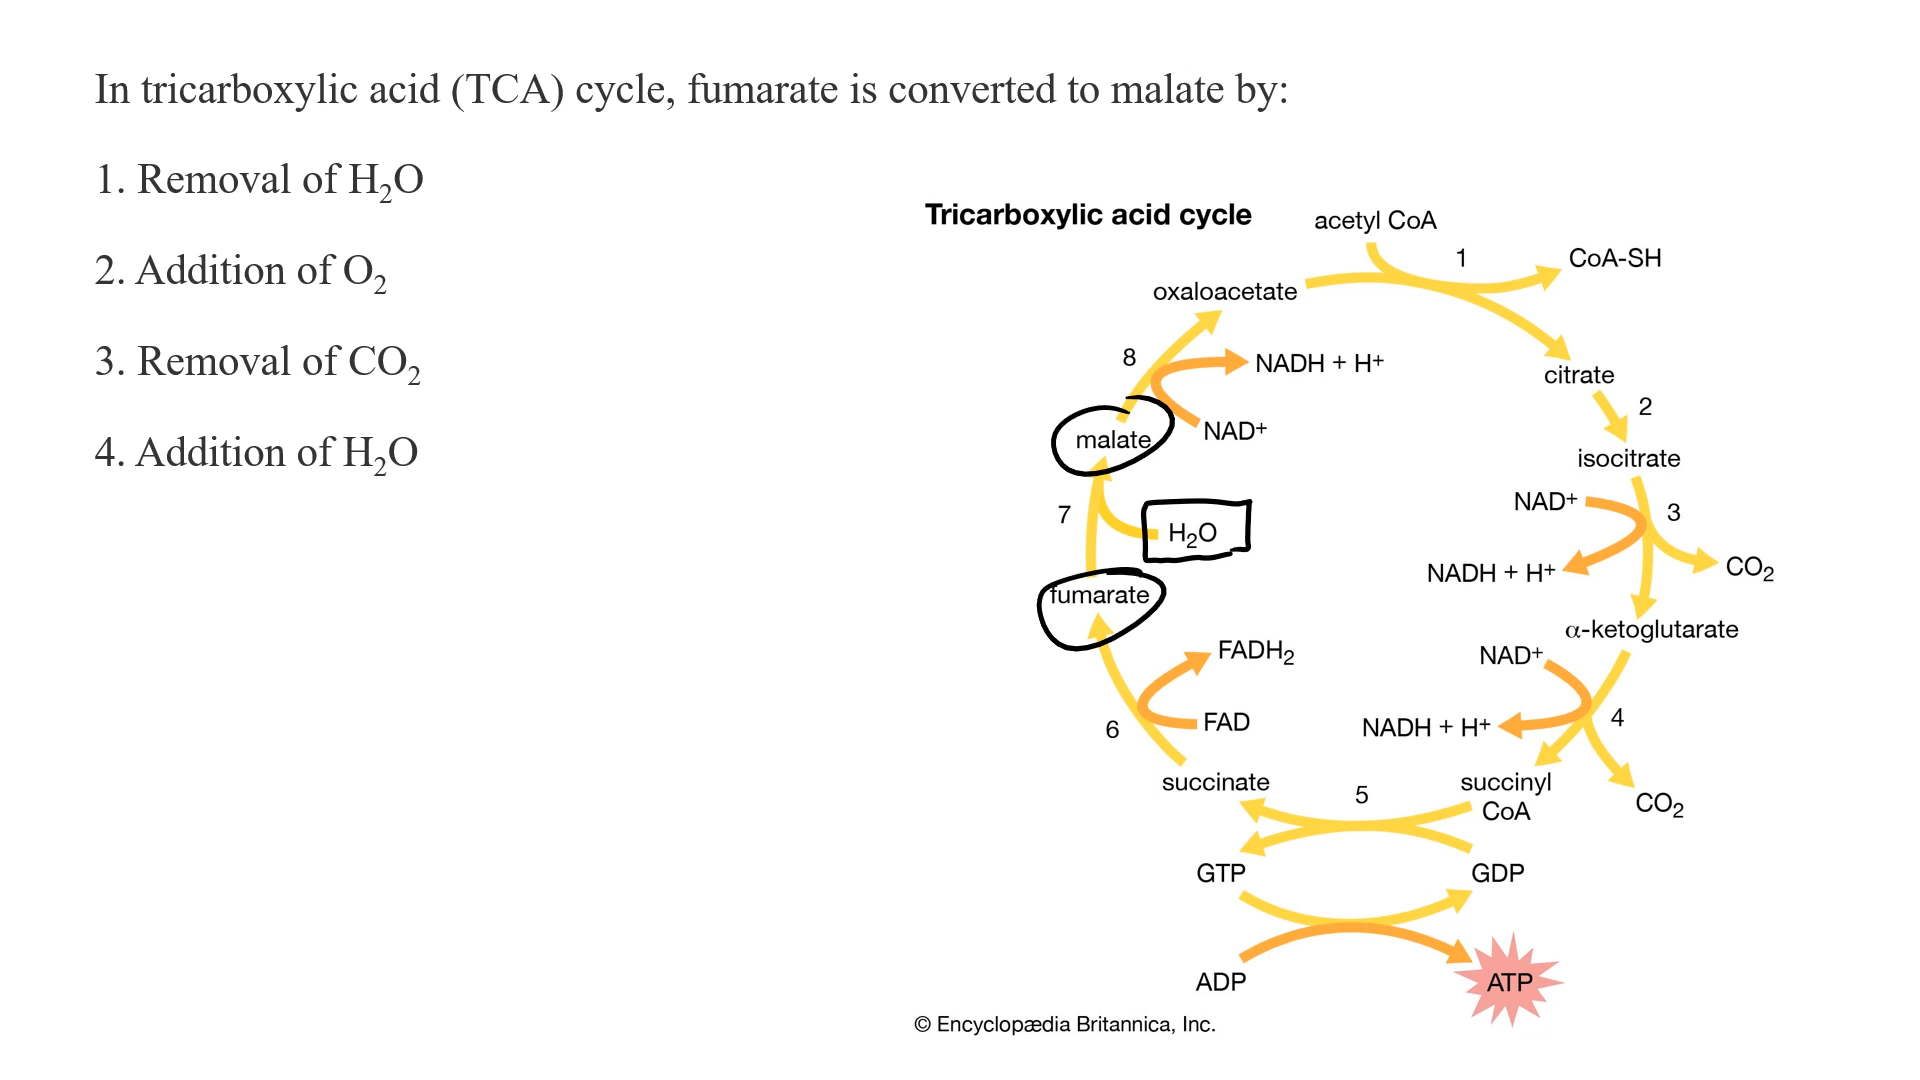 In tricarboxylic acid (TCA) cycle, fumarate is converted to malate by:
1. Removal of H₂O
2. Addition of O₂
3. Removal of CO₂
4. Addition of H₂O
Tricarboxylic acid cycle
acetyl CoA
1
CoA-SH
oxaloacetate
8
NADH + H⁺
citrate
2
malate
NAD⁺
isocitrate
NAD⁺
3
7
H₂O
NADH + H⁺
CO₂
fumarate
α-ketoglutarate
FADH₂
NAD⁺
6
FAD
NADH + H⁺
4
succinate
5
succinyl
CoA
CO₂
GTP
GDP
ADP
ATP
© Encyclopædia Britannica, Inc.